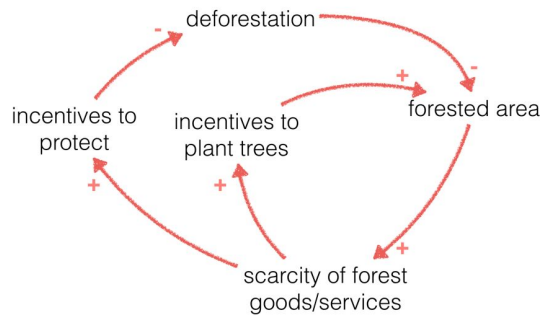 deforestation
-
-
+
forested area
incentives to
protect
incentives to
plant trees
+
+
+
scarcity of forest
goods/services